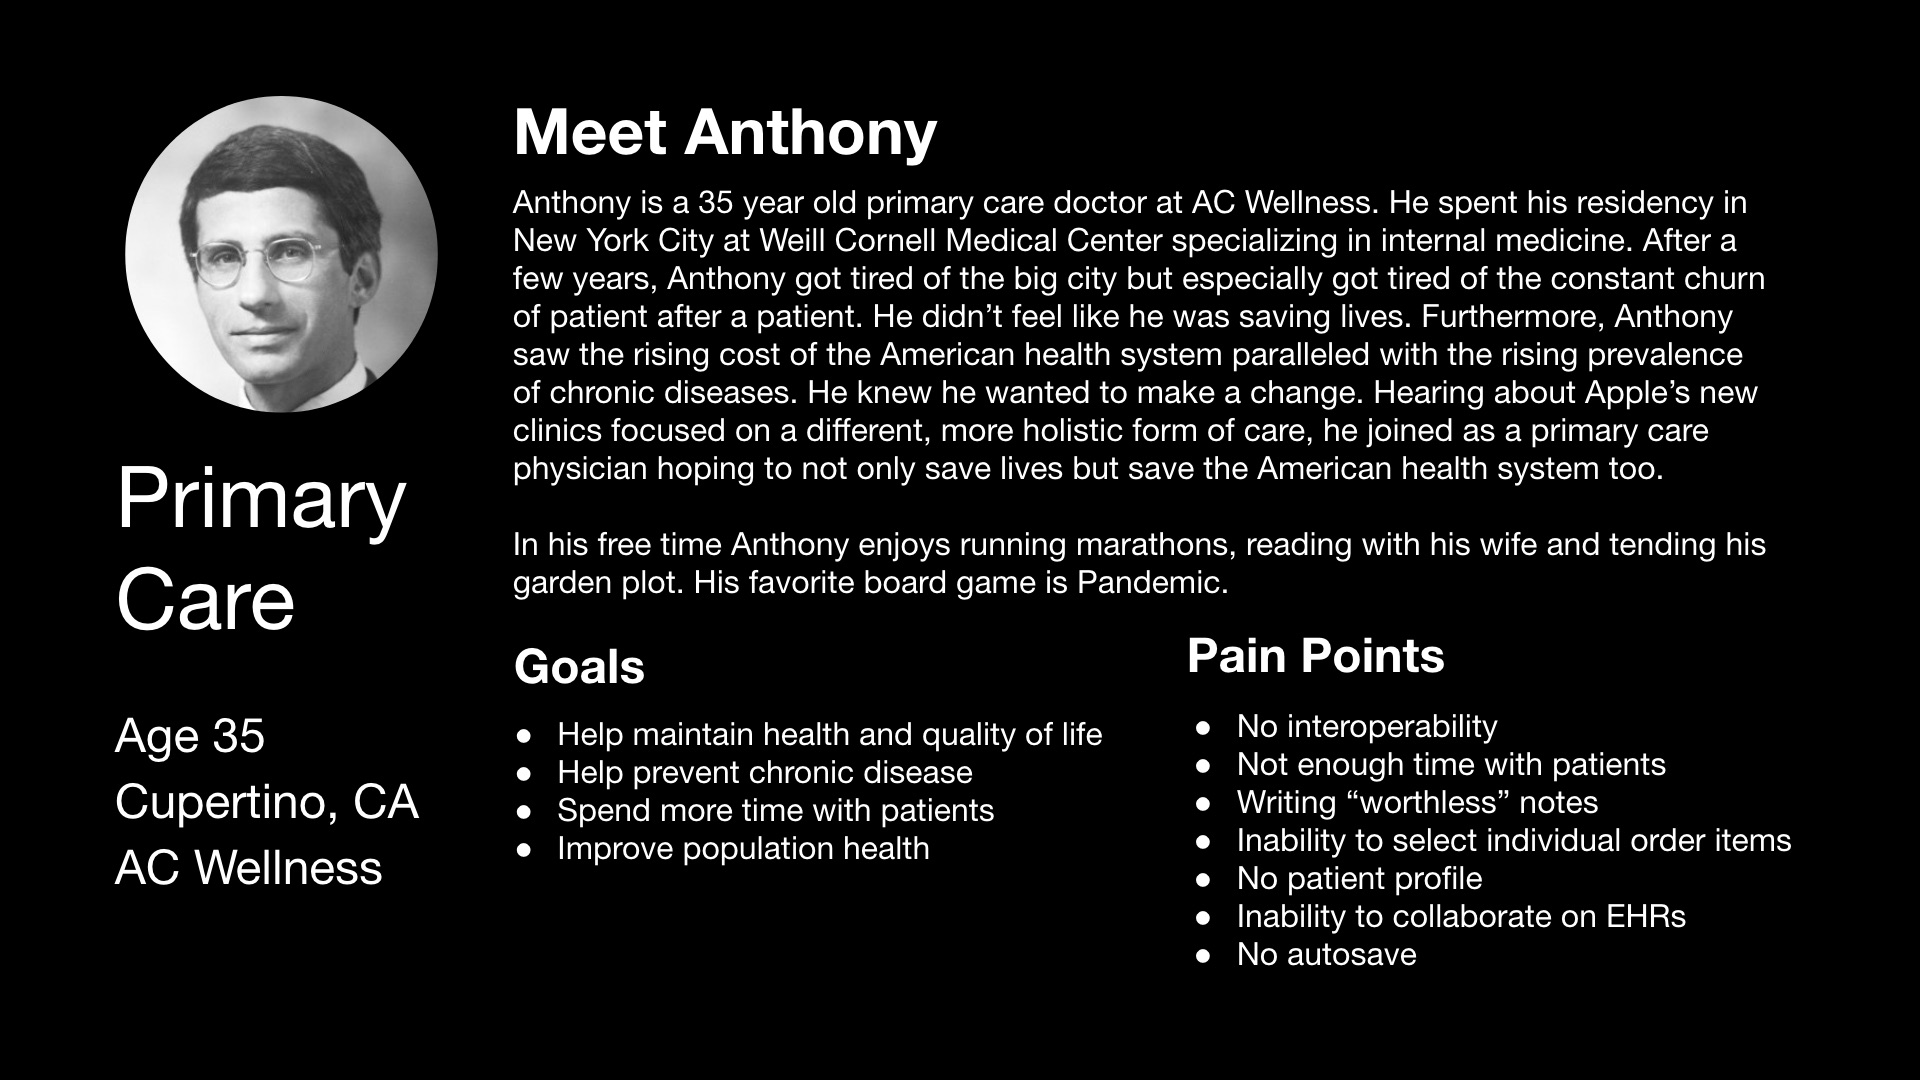 Meet Anthony
Anthony is a 35 year old primary care doctor at AC Wellness. He spent his residency in
New York City at Weill Cornell Medical Center specializing in internal medicine. After a
few years, Anthony got tired of the big city but especially got tired of the constant churn
of patient after a patient. He didn’t feel like he was saving lives. Furthermore, Anthony
saw the rising cost of the American health system paralleled with the rising prevalence
of chronic diseases. He knew he wanted to make a change. Hearing about Apple’s new
clinics focused on a different, more holistic form of care, he joined as a primary care
physician hoping to not only save lives but save the American health system too.
In his free time Anthony enjoys running marathons, reading with his wife and tending his
garden plot. His favorite board game is Pandemic.
Primary
Care
Age 35
Cupertino, CA
AC Wellness
Goals
● Help maintain health and quality of life
● Help prevent chronic disease
● Spend more time with patients
● Improve population health
Pain Points
● No interoperability
● Not enough time with patients
● Writing “worthless” notes
● Inability to select individual order items
● No patient profile
● Inability to collaborate on EHRs
● No autosave